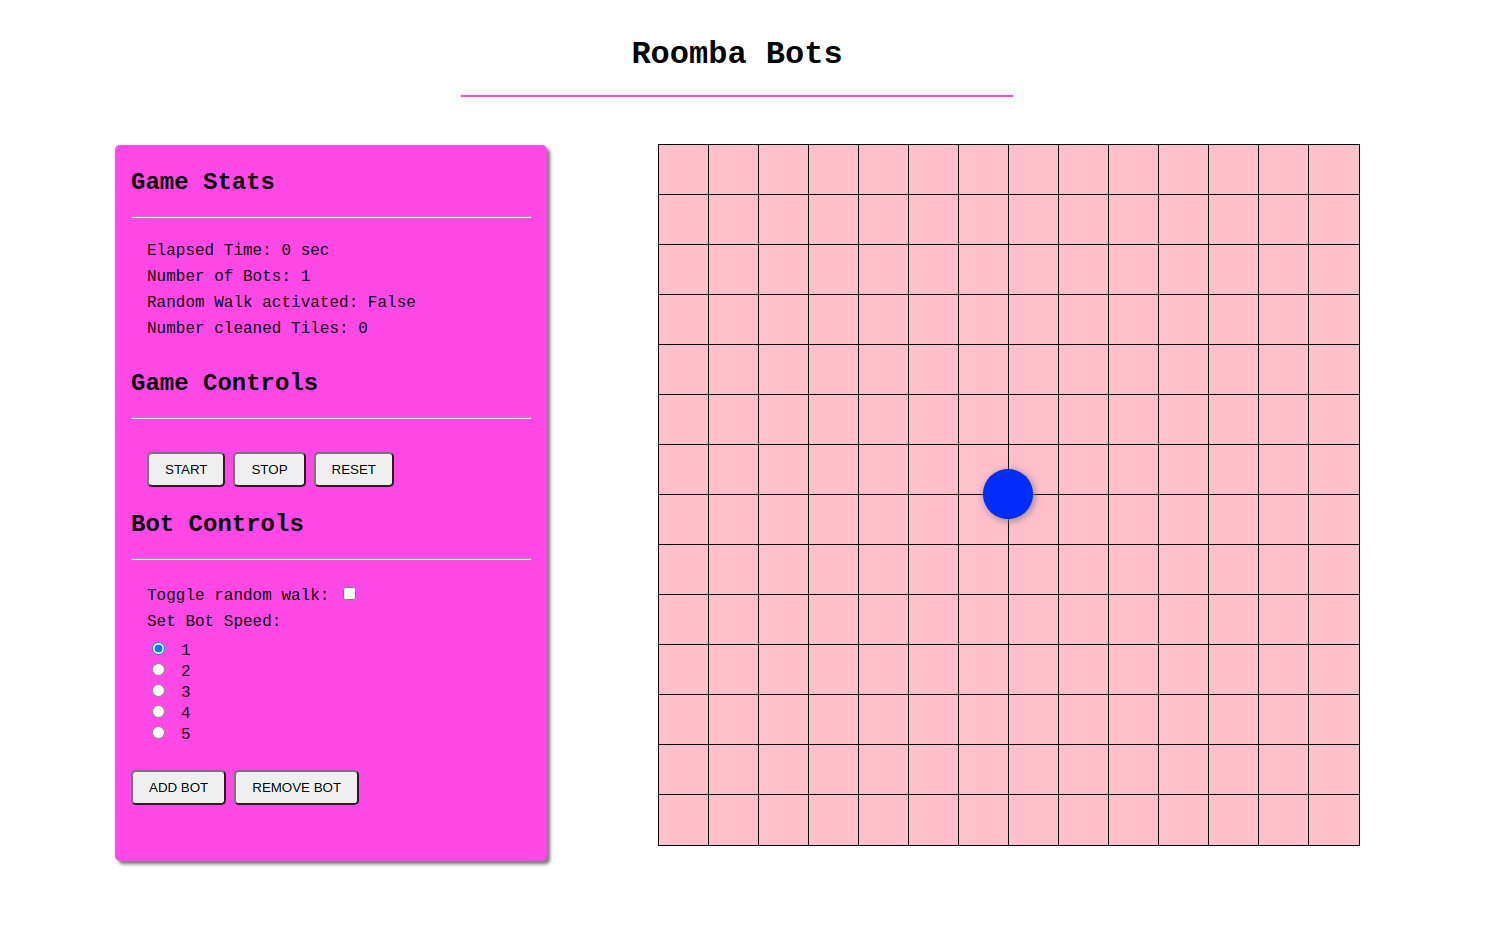 Roomba Bots
Game Stats
Elapsed Time: 0 sec
Number of Bots: 1
Random Walk activated: False
Number cleaned Tiles: 0
Game Controls
START STOP RESET
Bot Controls
Toggle random walk:
Set Bot Speed:
1
2
3
4
5
ADD BOT REMOVE BOT